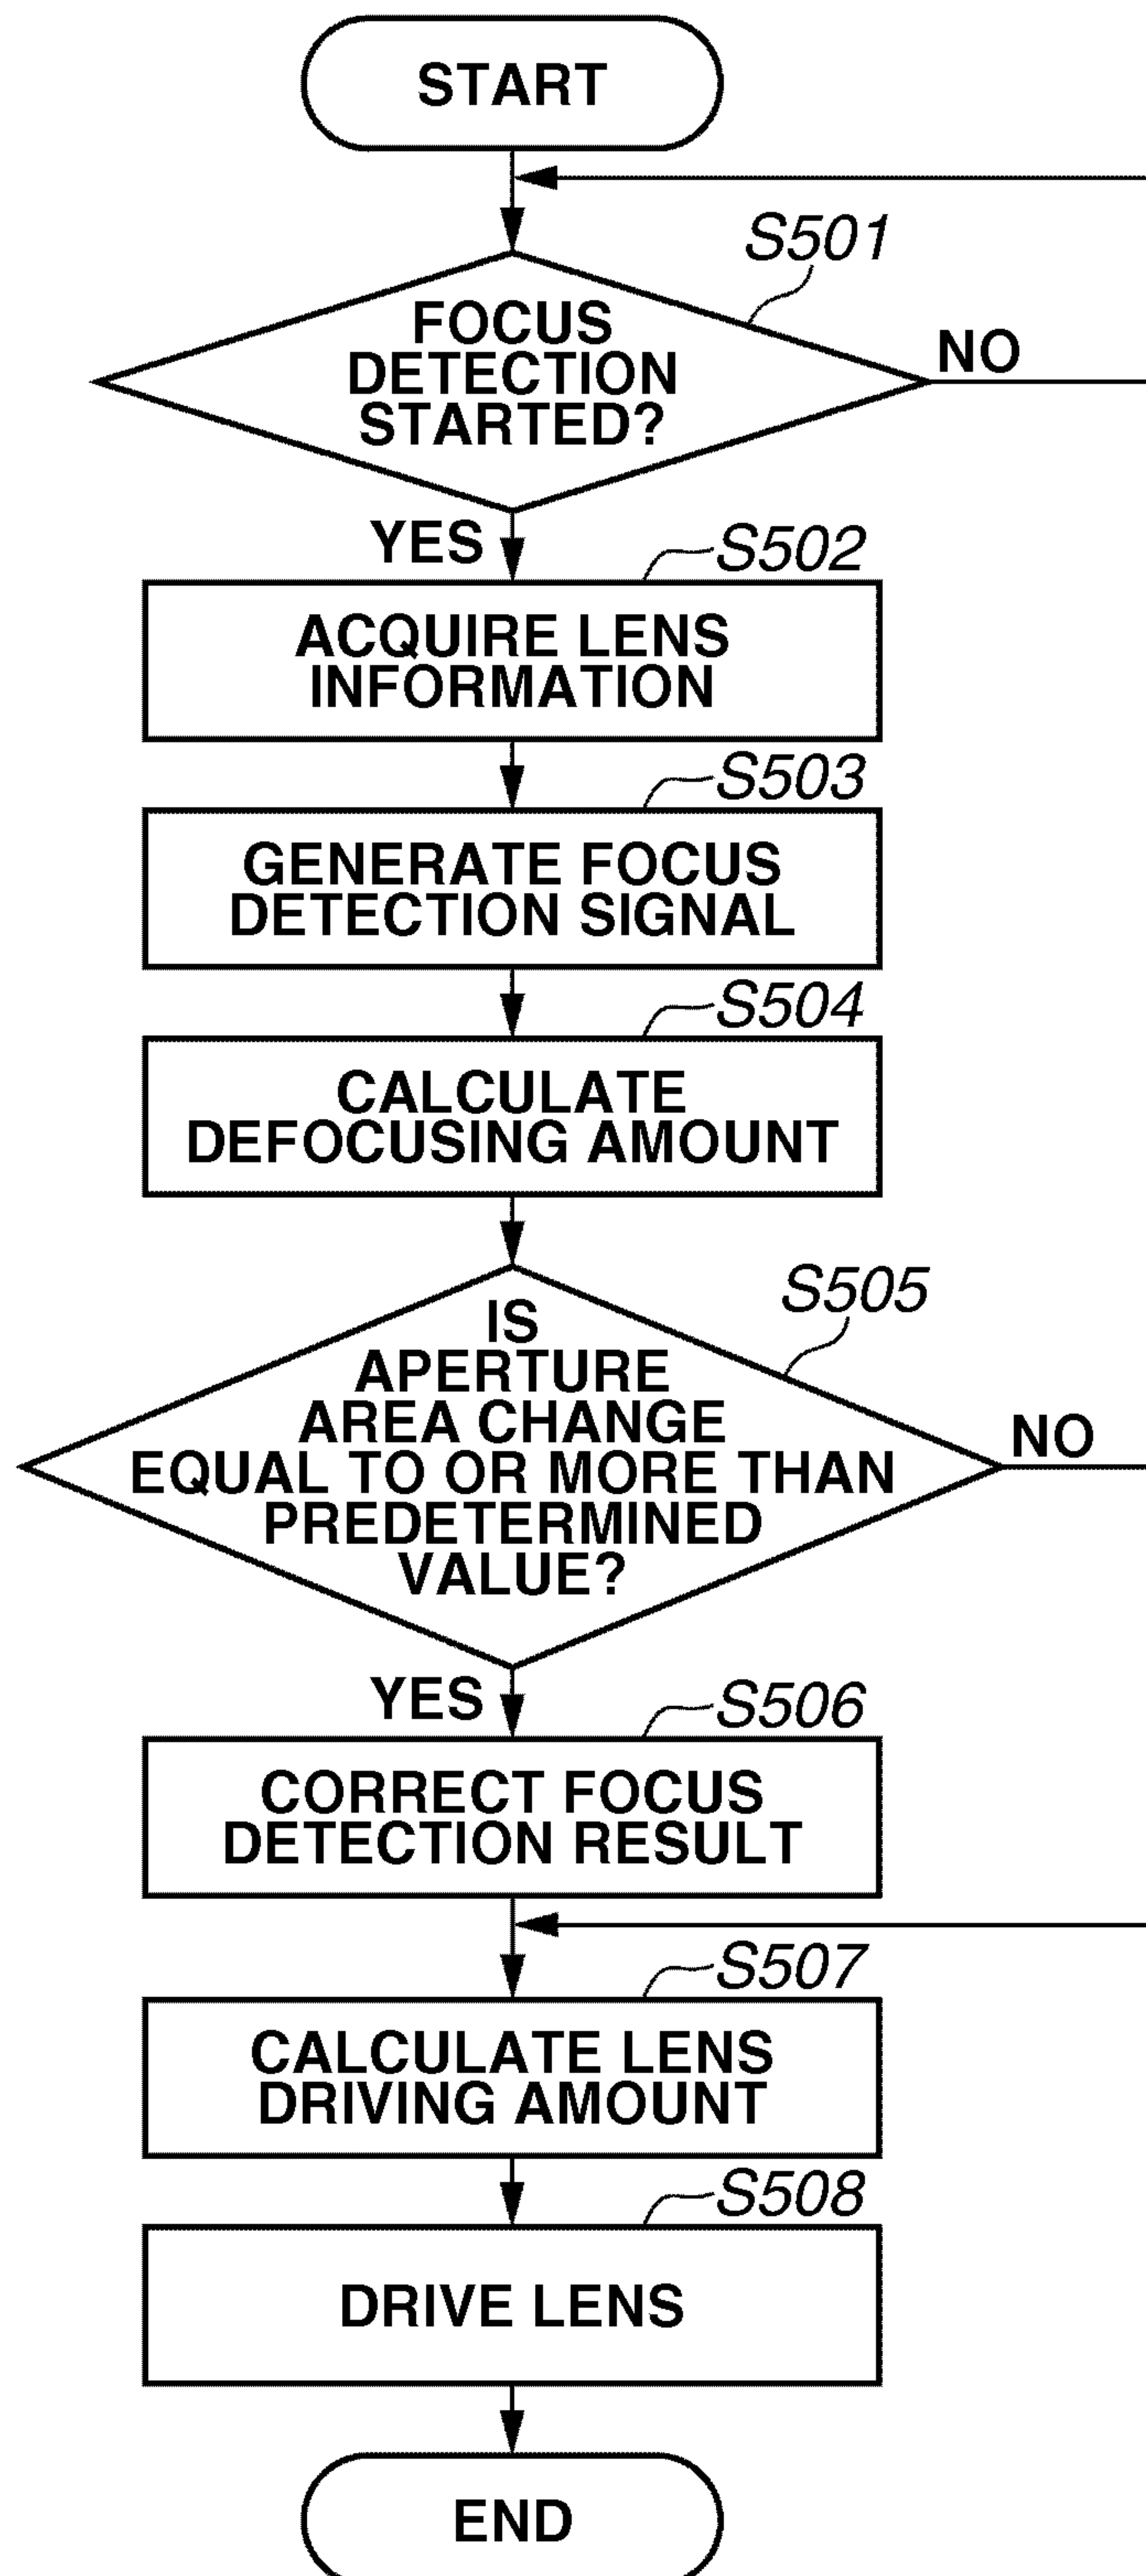 START
S501
FOCUS
DETECTION
STARTED?
NO
YES
S502
ACQUIRE LENS
INFORMATION
S503
GENERATE FOCUS
DETECTION SIGNAL
S504
CALCULATE
DEFOCUSING AMOUNT
S505
IS
APERTURE
AREA CHANGE
EQUAL TO OR MORE THAN
PREDETERMINED
VALUE?
NO
YES
S506
CORRECT FOCUS
DETECTION RESULT
S507
CALCULATE LENS
DRIVING AMOUNT
S508
DRIVE LENS
END